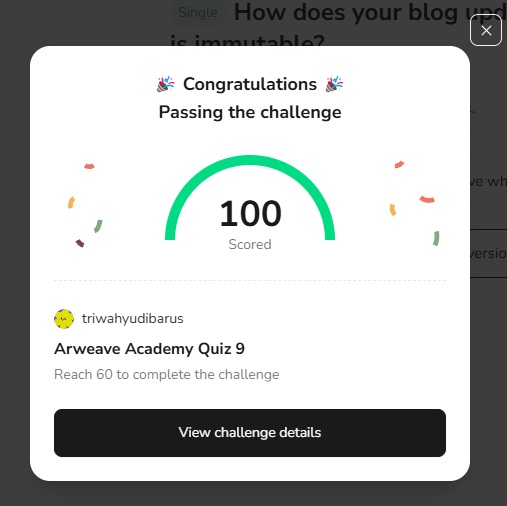 Single How does your blog upd
is immutable?
Congratulations
Passing the challenge
ve wh
100
Scored
versio
triwahyudibarus
Arweave Academy Quiz 9
Reach 60 to complete the challenge
View challenge details